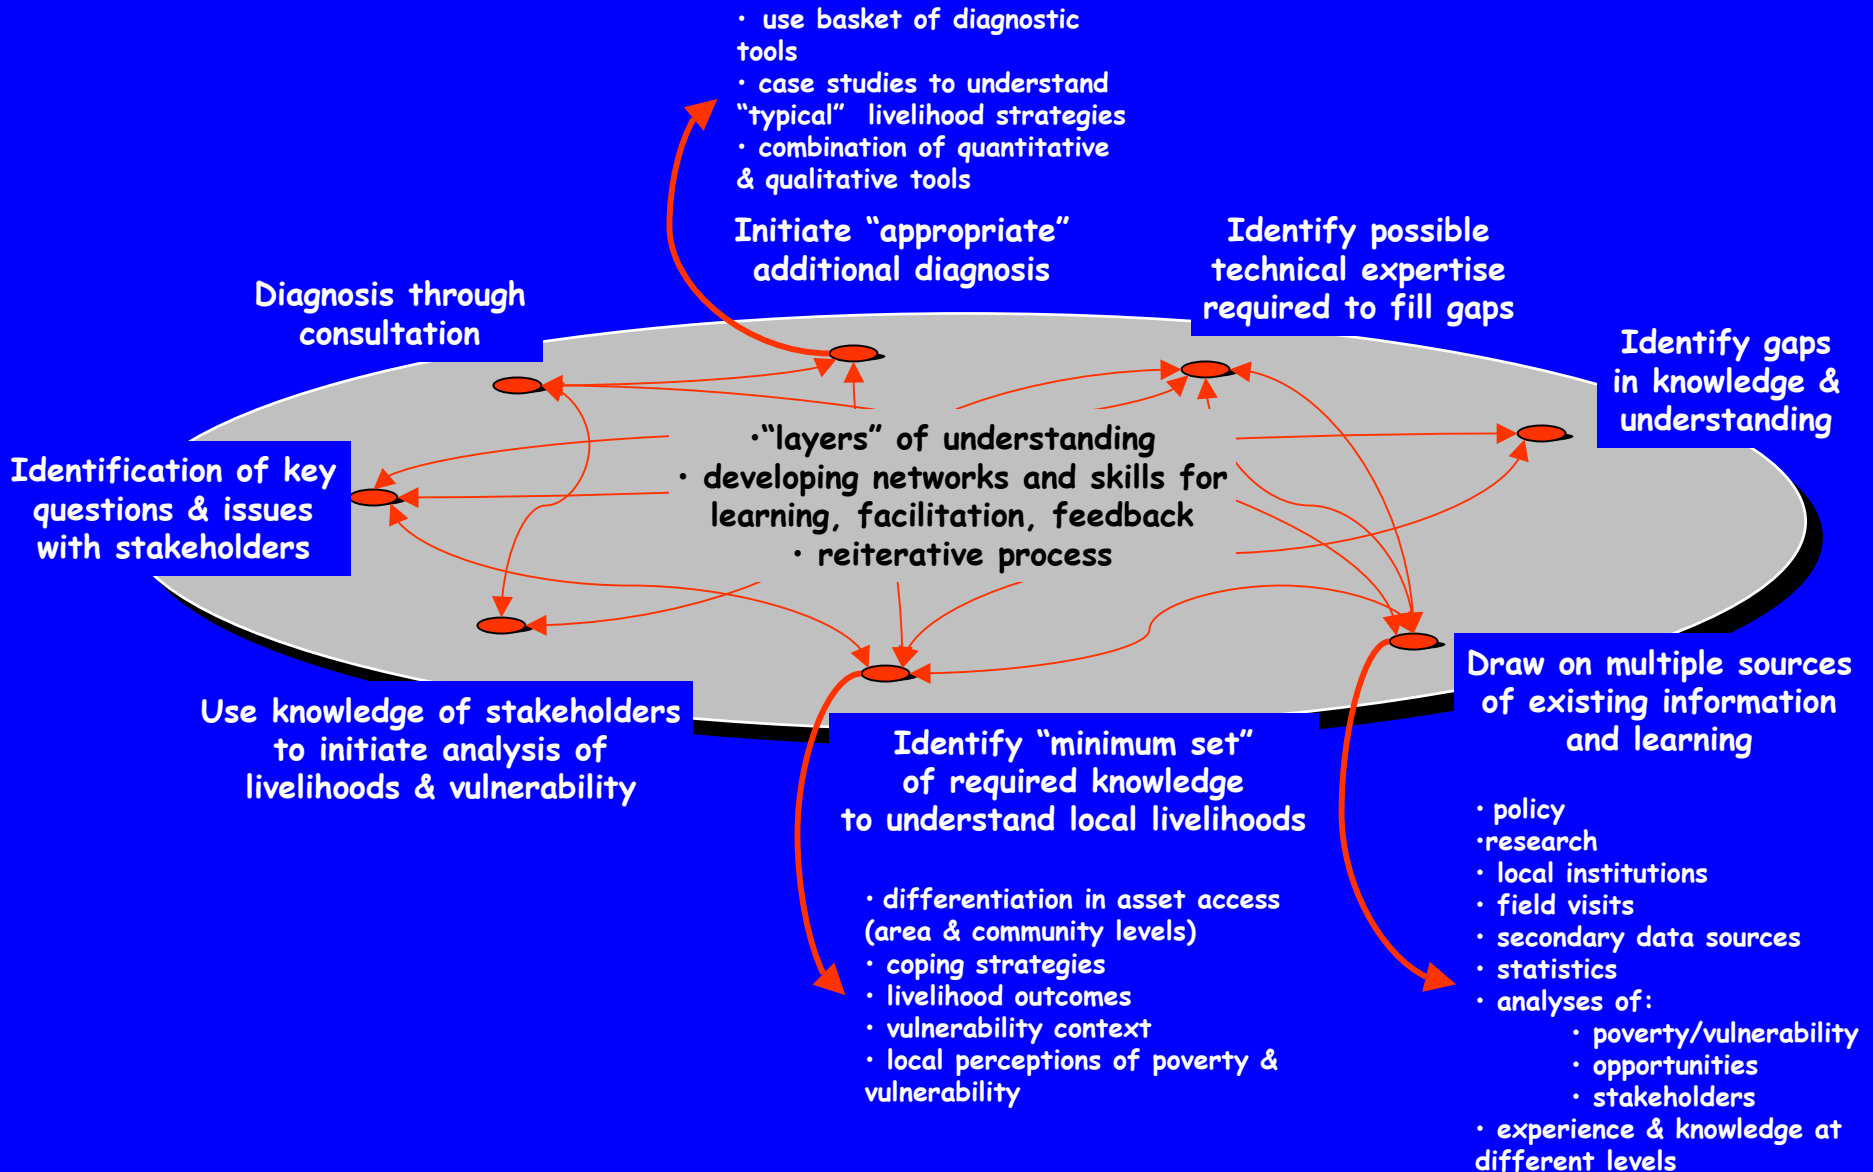 · use basket of diagnostic
tools
· case studies to understand
“typical” livelihood strategies
· combination of quantitative
& qualitative tools
Initiate “appropriate”
additional diagnosis
Identify possible
technical expertise
required to fill gaps
Diagnosis through
consultation
Identify gaps
in knowledge &
understanding
·“layers” of understanding
· developing networks and skills for
learning, facilitation, feedback
· reiterative process
Identification of key
questions & issues
with stakeholders
Use knowledge of stakeholders
to initiate analysis of
livelihoods & vulnerability
Identify “minimum set”
of required knowledge
to understand local livelihoods
· differentiation in asset access
(area & community levels)
· coping strategies
· livelihood outcomes
· vulnerability context
· local perceptions of poverty &
vulnerability
Draw on multiple sources
of existing information
and learning
· policy
·research
· local institutions
· field visits
· secondary data sources
· statistics
· analyses of:
· poverty/vulnerability
· opportunities
· stakeholders
· experience & knowledge at
different levels